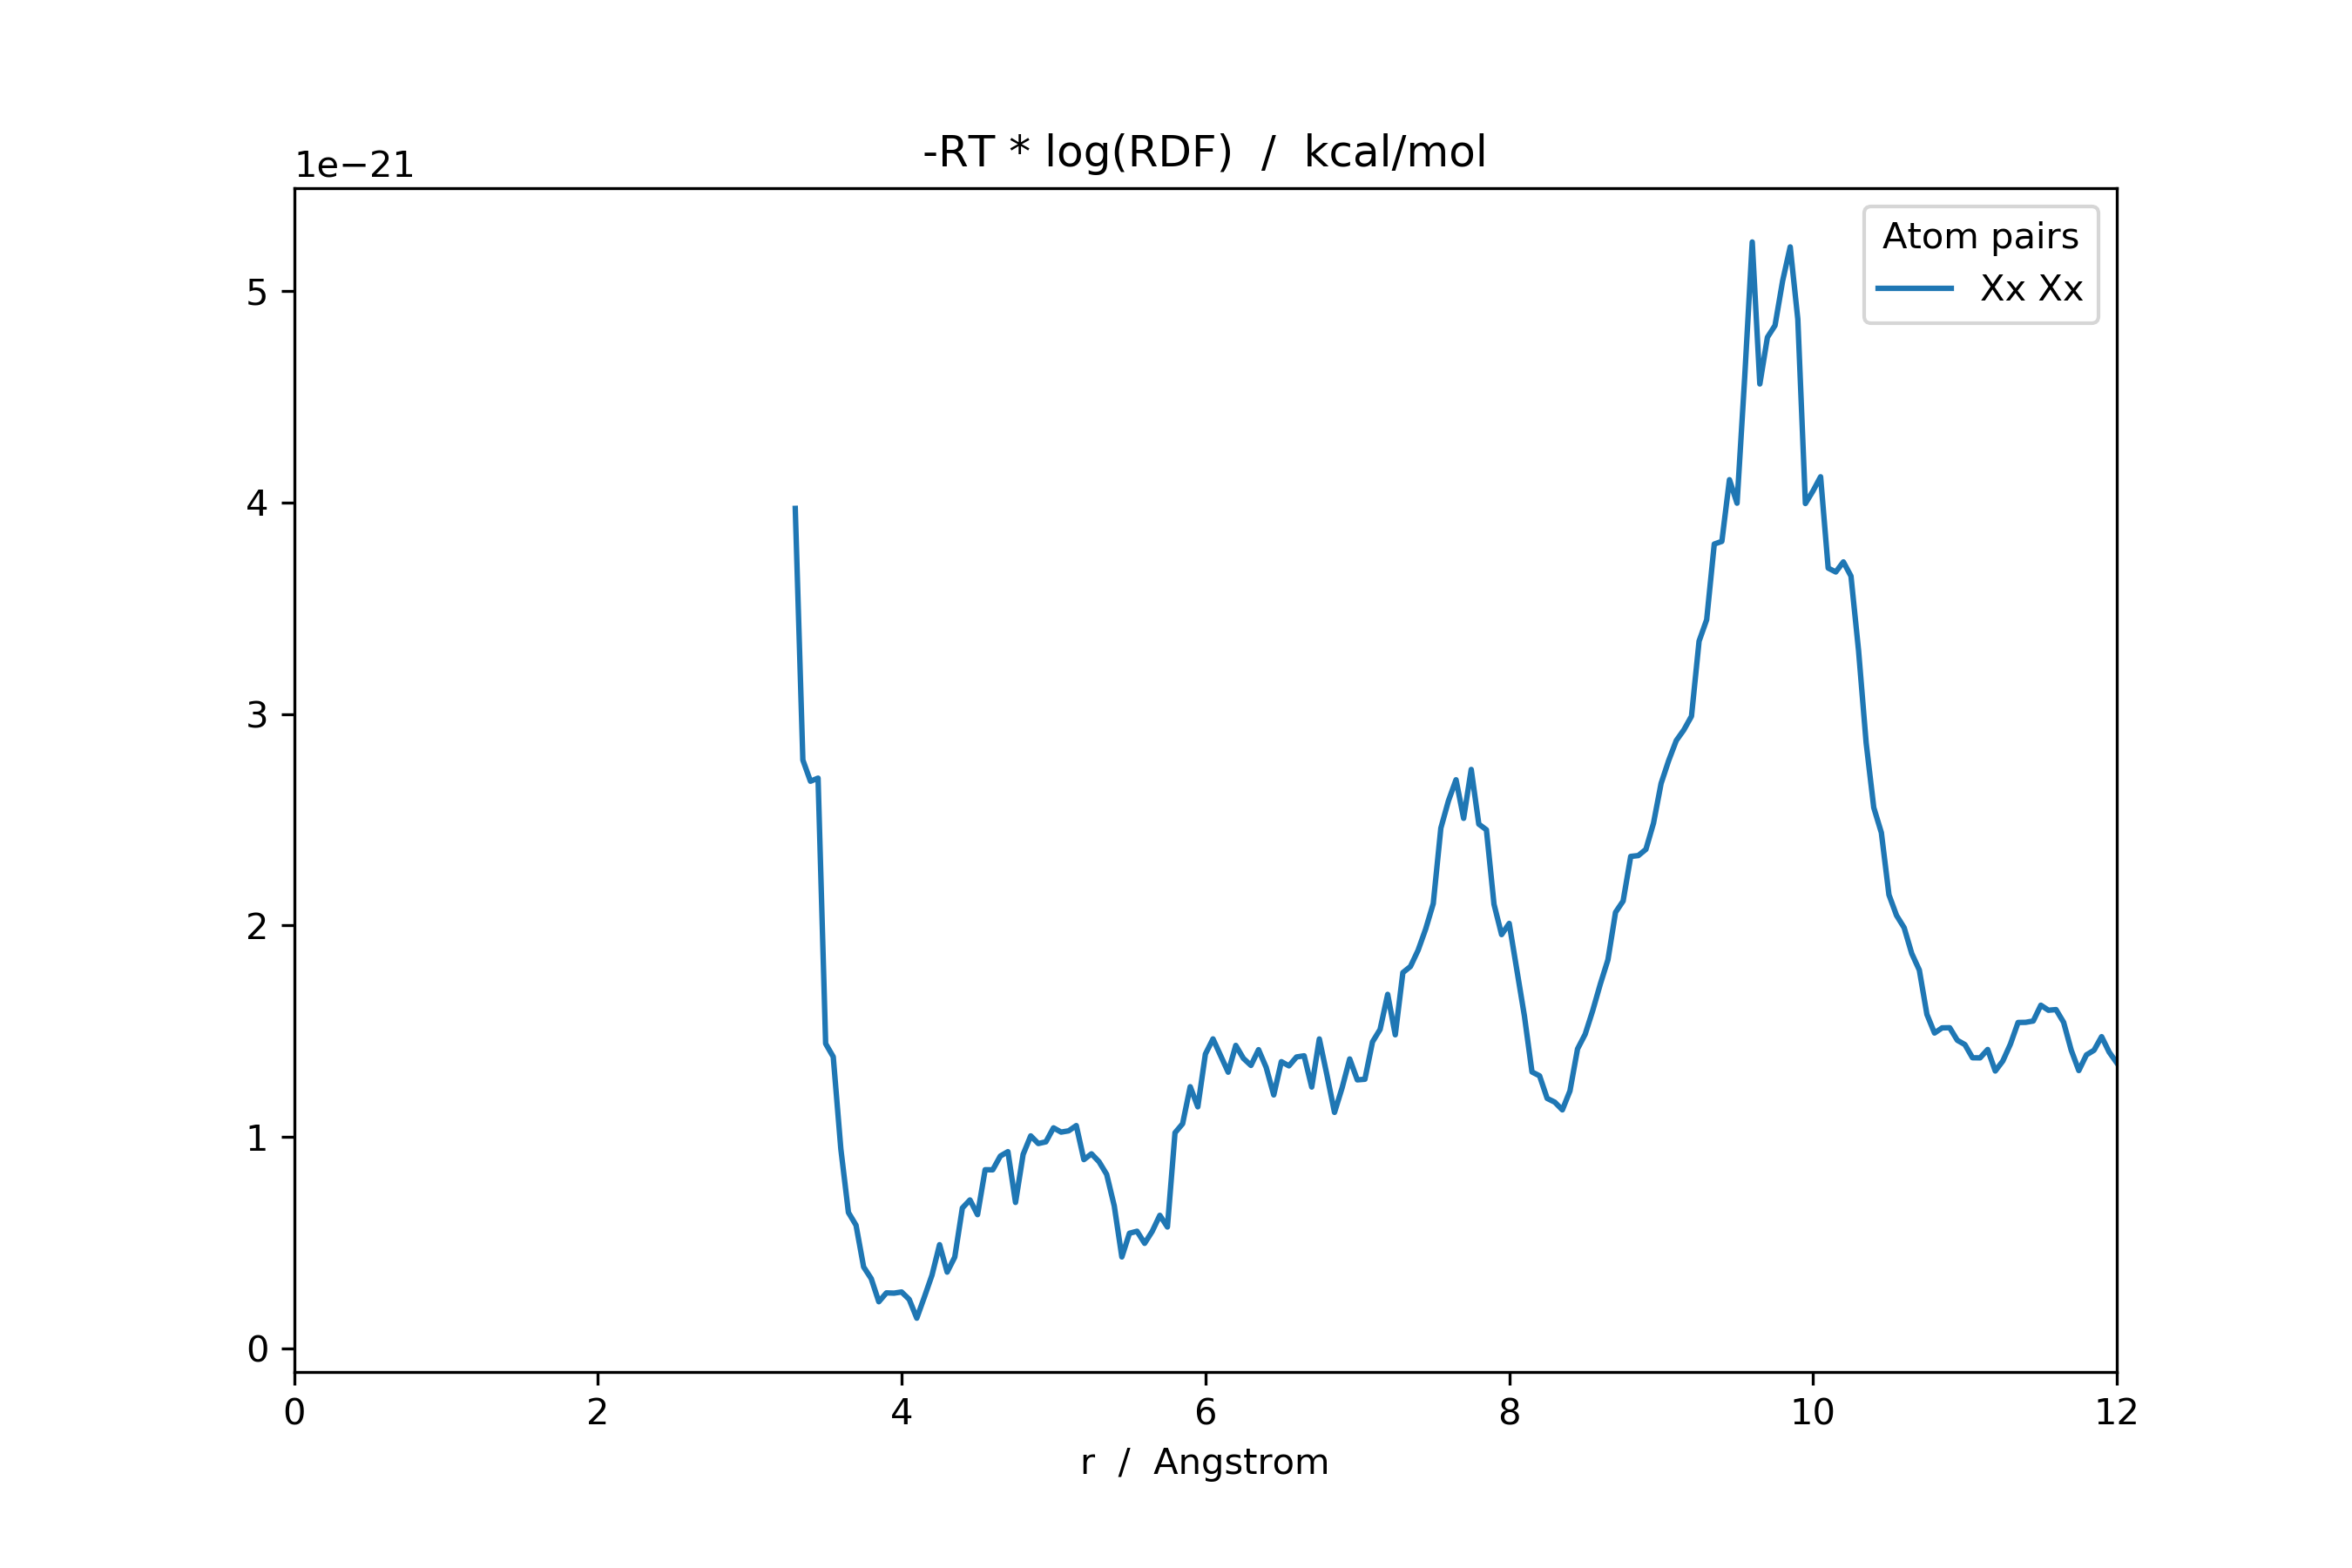 -RT * log(RDF)  /  kcal/mol
1e−21
Atom pairs
Xx Xx
5
4
3
2
1
0
0 2 4 6 8 10 12
r  /  Angstrom